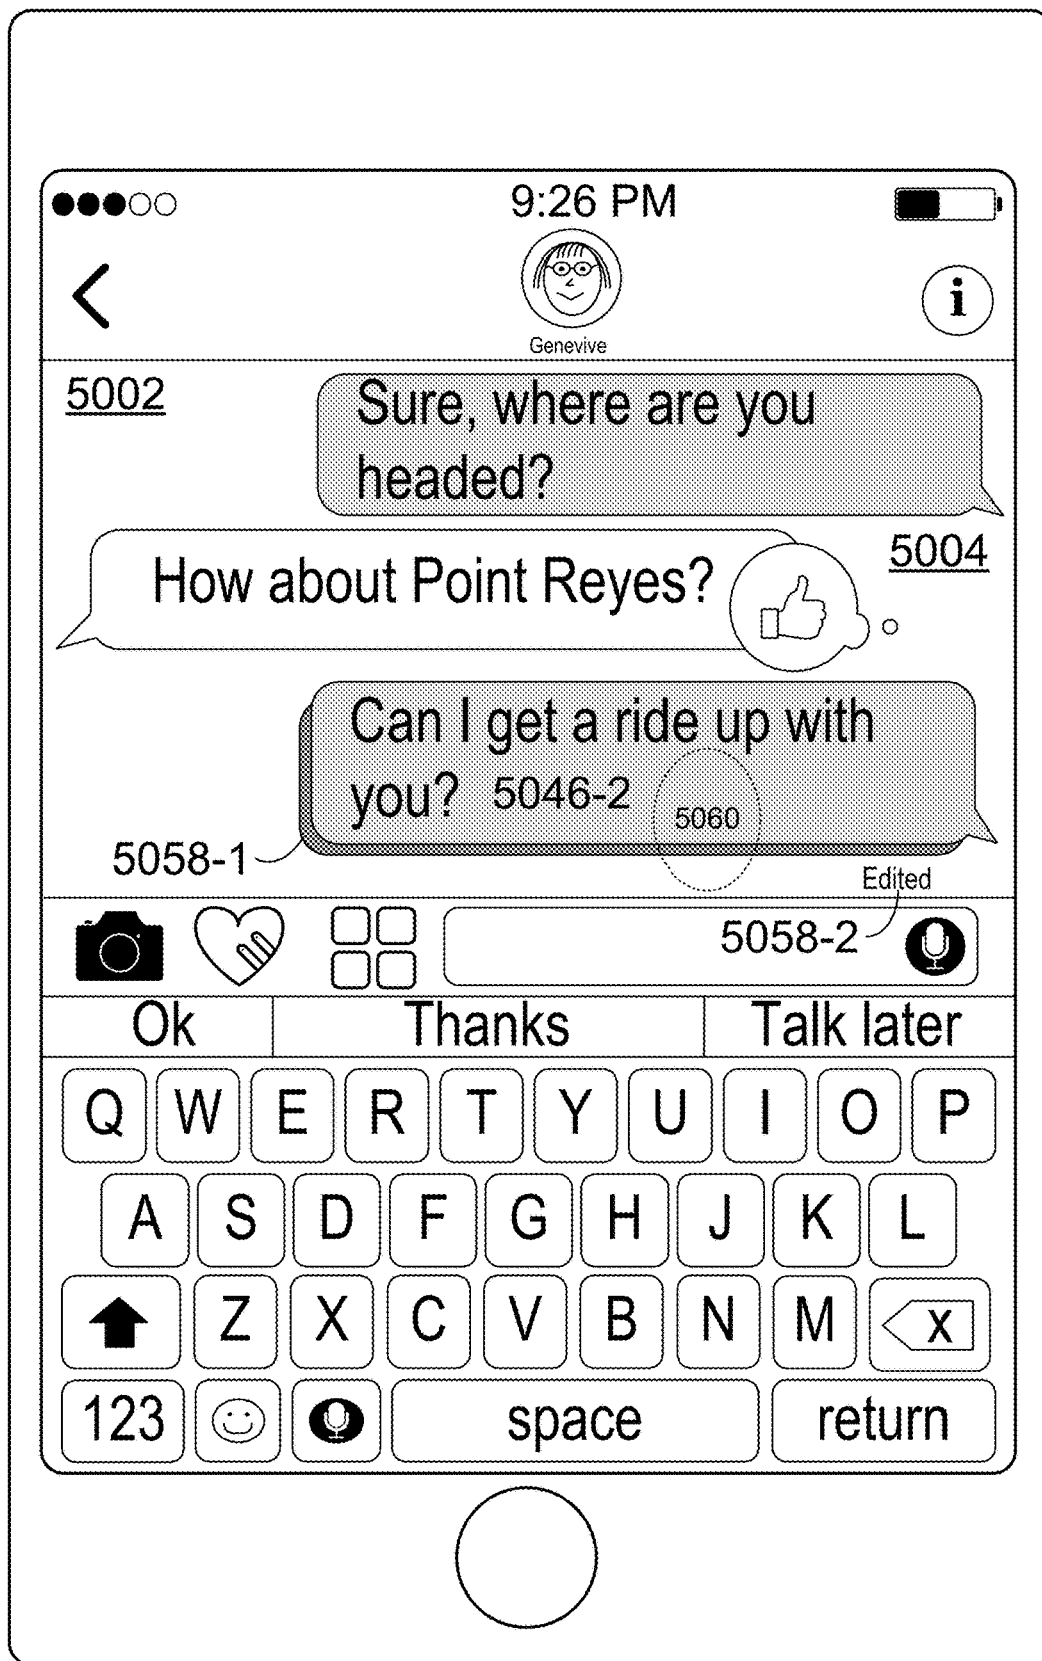 9:26 PM
i
Genevive
5002
Sure, where are you
headed?
5004
How about Point Reyes?
Can I get a ride up with
you? 5046-2
5060
5058-1
Edited
5058-2
Ok Thanks Talk later
Q W E R T Y U I O P
A S D F G H J K L
Z X C V B N M X
123 space return